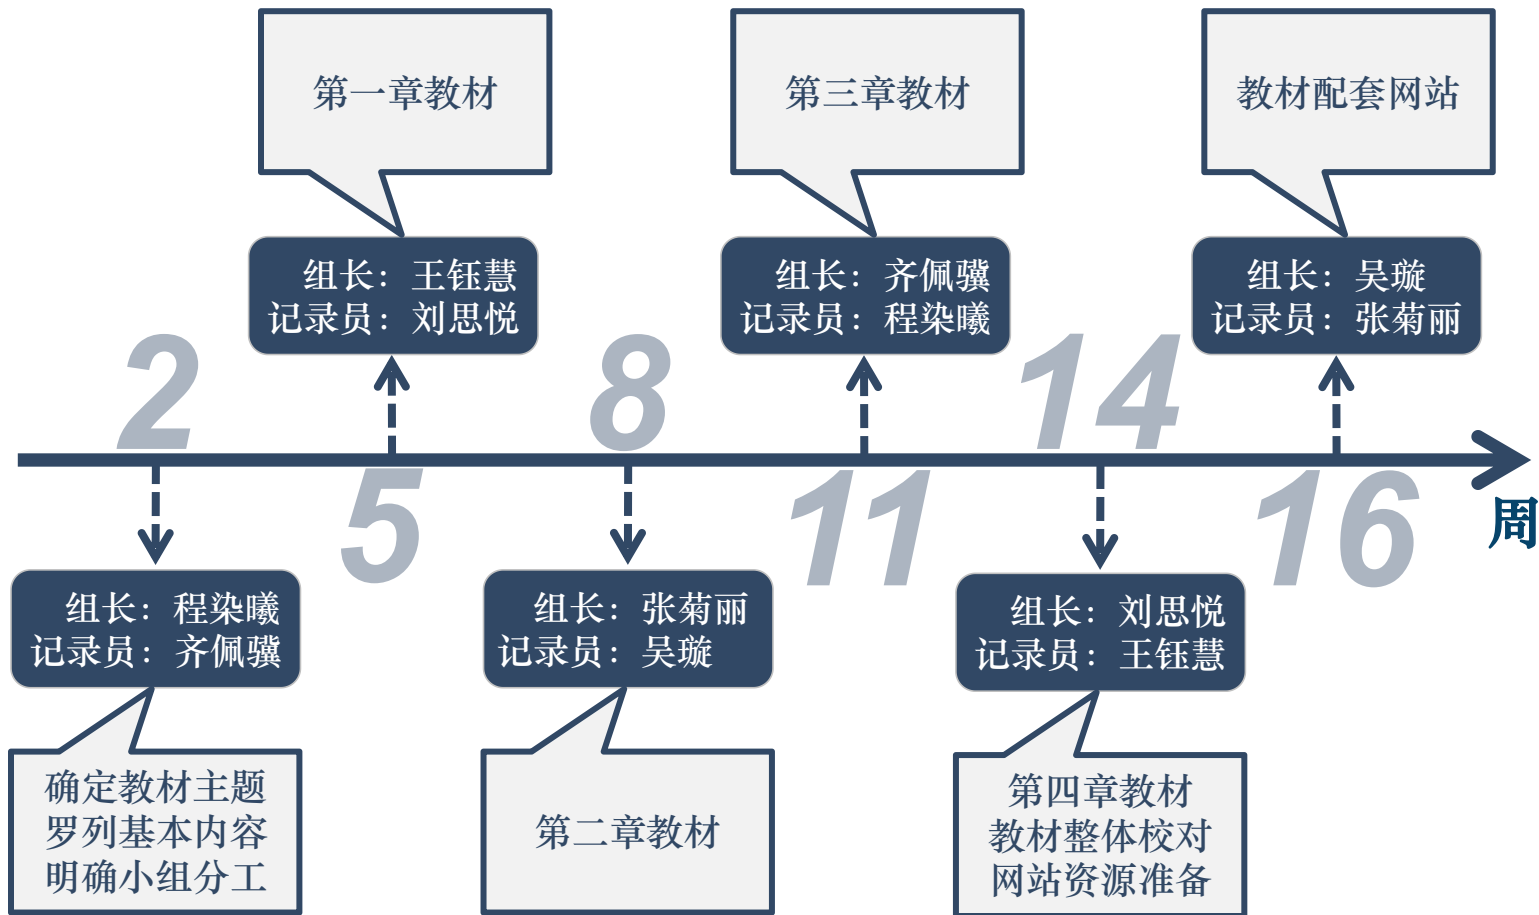 第一章教材
组长：王钰慧
记录员：刘思悦
第三章教材
组长：齐佩骥
记录员：程染曦
教材配套网站
组长：吴璇
记录员：张菊丽
2
8
14
5
11
16
周
组长：程染曦
记录员：齐佩骥
确定教材主题
罗列基本内容
明确小组分工
组长：张菊丽
记录员：吴璇
第二章教材
组长：刘思悦
记录员：王钰慧
第四章教材
教材整体校对
网站资源准备